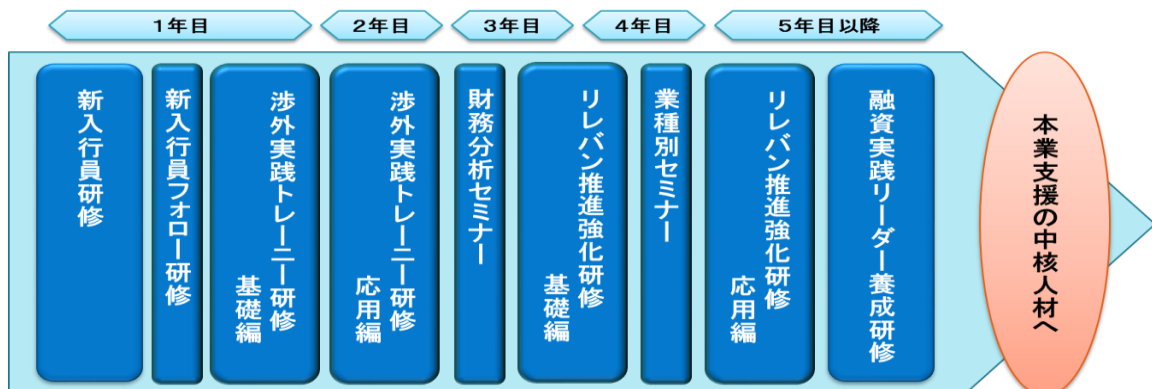 1年目
2年目
3年目
4年目
5年目以降
新入行員研修
新入行員フォロー研修
渉外実践トレーニー研修
基礎編
渉外実践トレーニー研修
応用編
財務分析セミナー
リレバン推進強化研修
基礎編
業種別セミナー
リレバン推進強化研修
応用編
融資実践リーダー養成研修
本業支援の中核人材へ